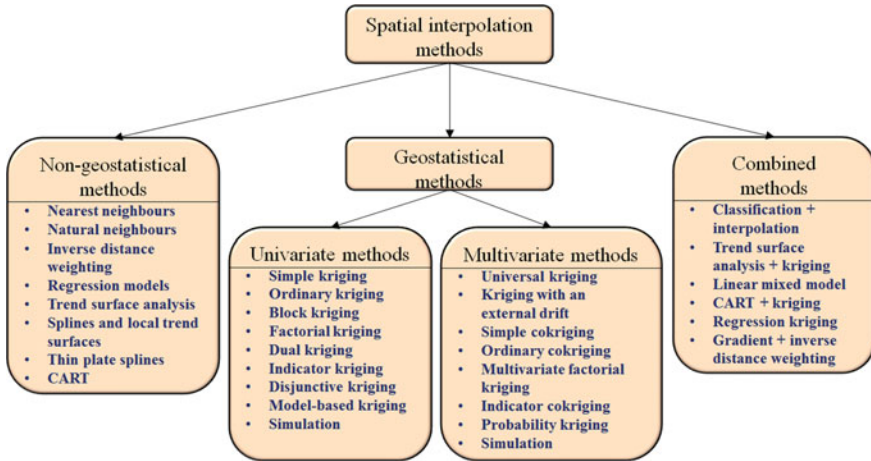 Spatial interpolation
methods
Non-geostatistical
methods
• Nearest neighbours
• Natural neighbours
• Inverse distance
weighting
• Regression models
• Trend surface analysis
• Splines and local trend
surfaces
• Thin plate splines
• CART
Geostatistical
methods
Univariate methods
• Simple kriging
• Ordinary kriging
• Block kriging
• Factorial kriging
• Dual kriging
• Indicator kriging
• Disjunctive kriging
• Model-based kriging
• Simulation
Multivariate methods
• Universal kriging
• Kriging with an
external drift
• Simple cokriging
• Ordinary cokriging
• Multivariate factorial
kriging
• Indicator cokriging
• Probability kriging
• Simulation
Combined
methods
• Classification +
interpolation
• Trend surface
analysis + kriging
• Linear mixed model
• CART + kriging
• Regression kriging
• Gradient + inverse
distance weighting